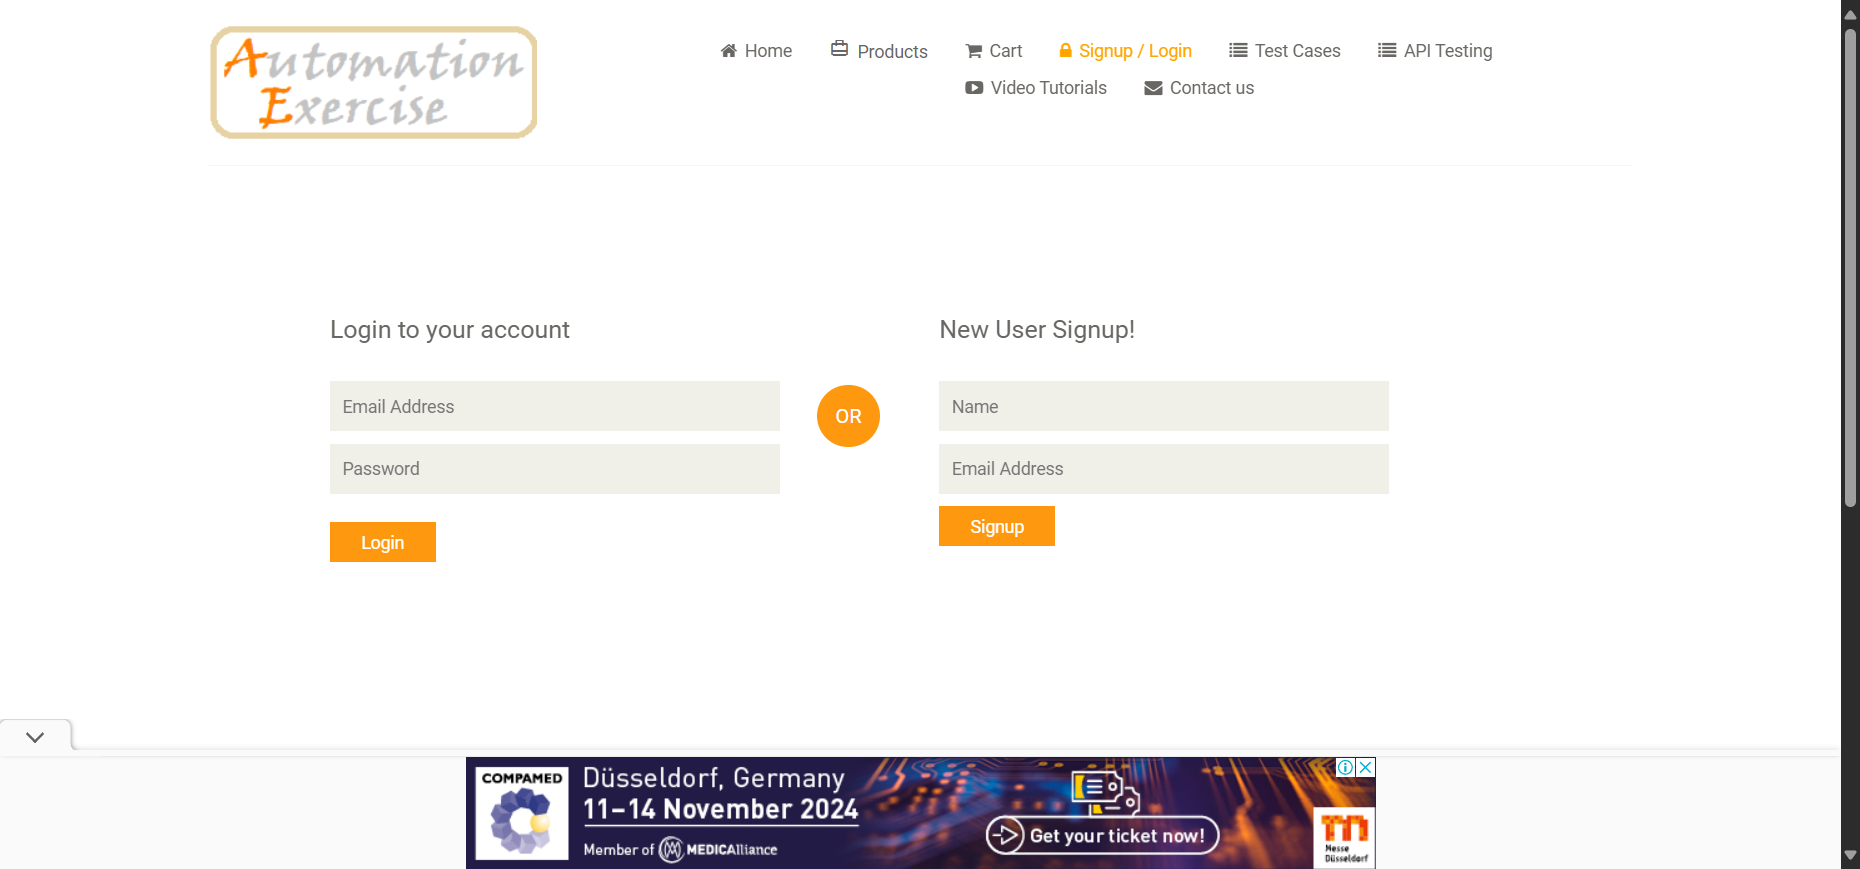 Automation
Exercise
Home
Products
Cart
Signup / Login
Test Cases
API Testing
Video Tutorials
Contact us
Login to your account
Email Address
Password
Login
OR
New User Signup!
Name
Email Address
Signup
COMPAMED
Düsseldorf, Germany
11–14 November 2024
Member of MEDICAlliance
Get your ticket now!
Messe
Düsseldorf